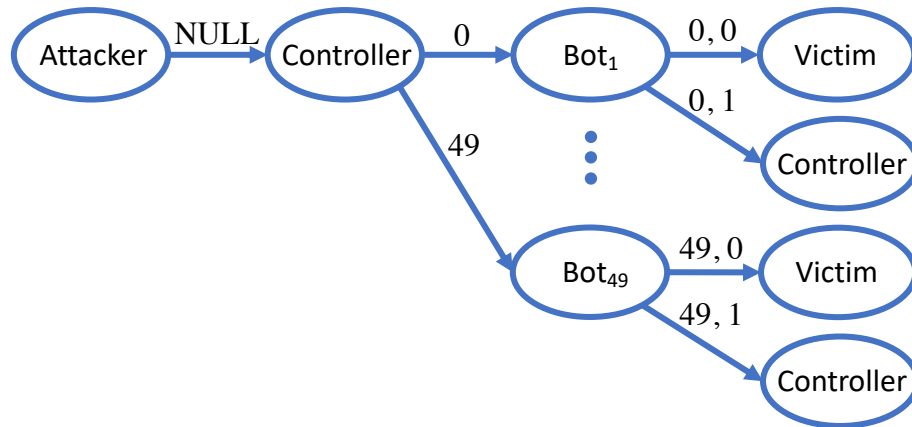 NULL
0
0, 0
Attacker
Controller
Bot₁
Victim
0, 1
49
Controller
49, 0
Bot₄₉
Victim
49, 1
Controller